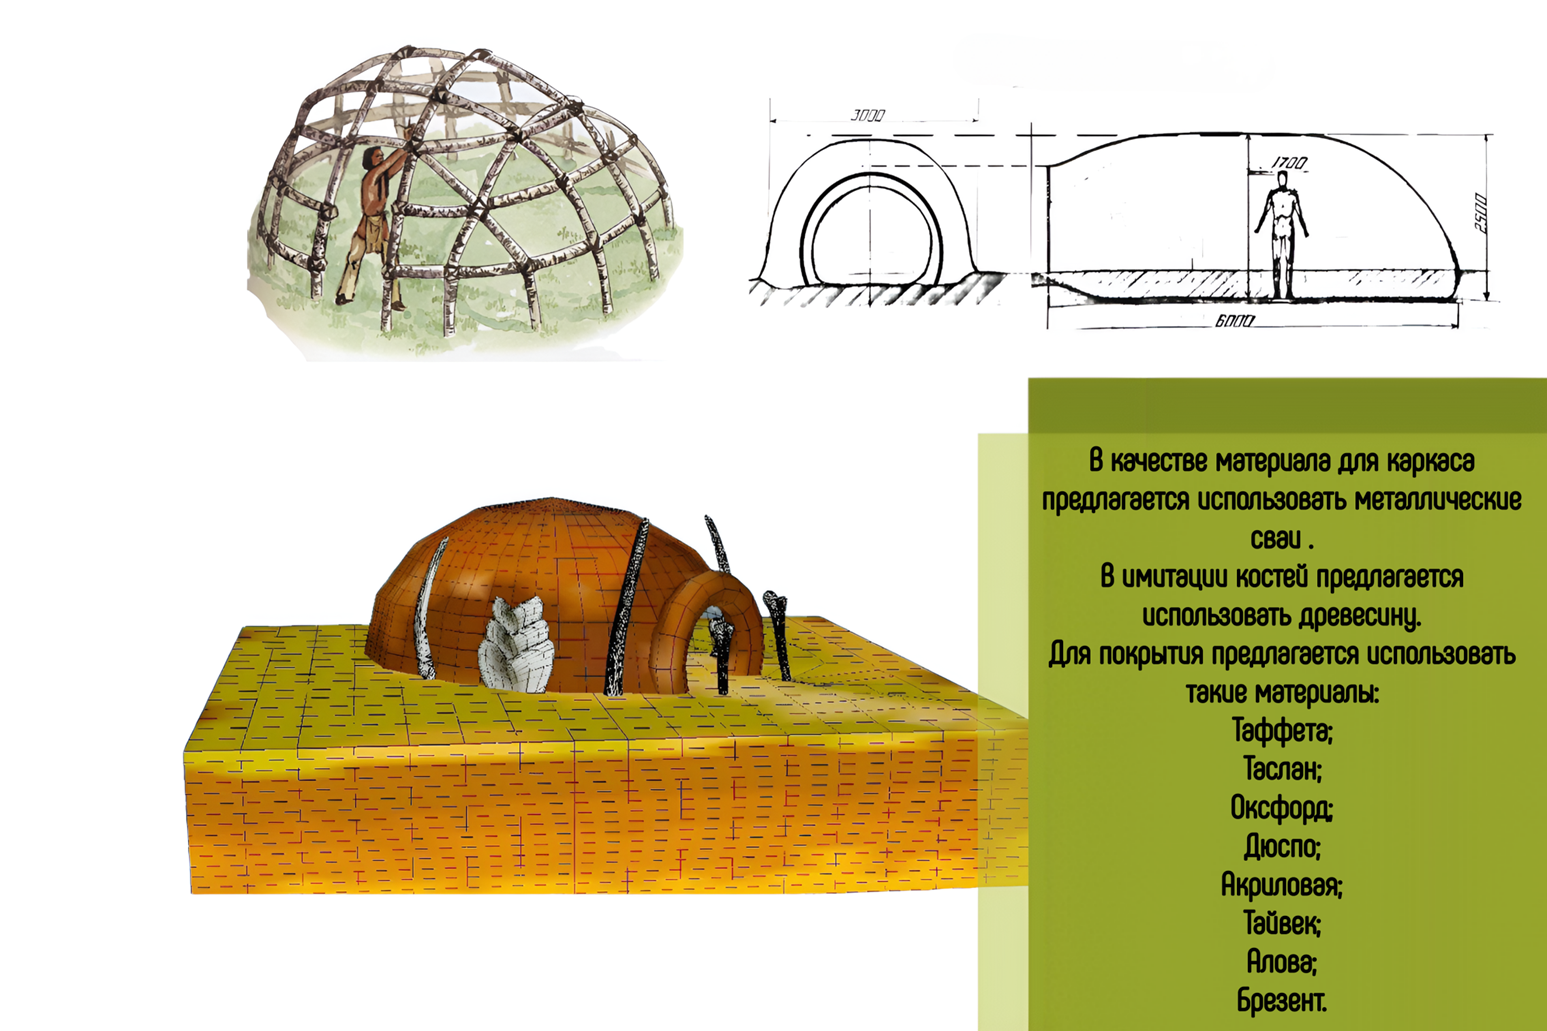 3000
1700
2500
6000
В качестве материала для каркаса
предлагается использовать металлические
сваи .
В имитации костей предлагается
использовать древесину.
Для покрытия предлагается использовать
такие материалы:
Таффета;
Таслан;
Оксфорд;
Дюспо;
Акриловая;
Тайвек;
Алова;
Брезент.